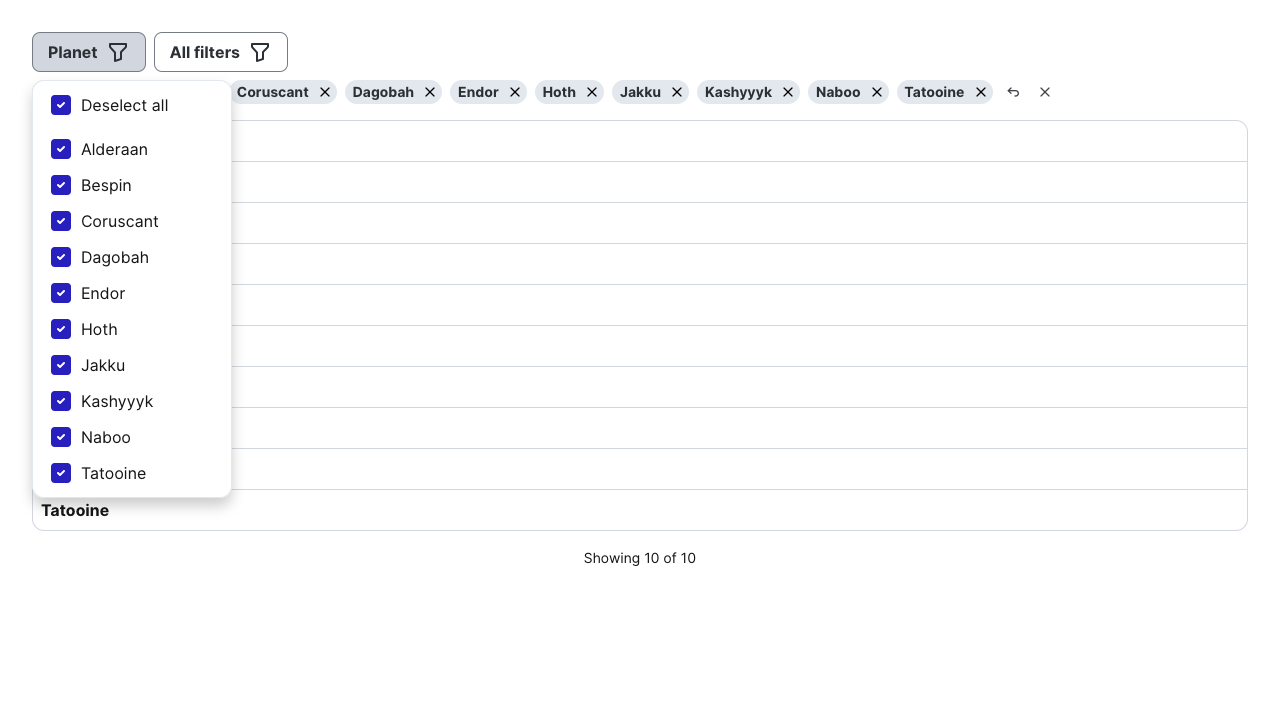 Planet All filters
Coruscant Dagobah Endor Hoth Jakku Kashyyyk Naboo Tatooine
Deselect all
Alderaan
Bespin
Coruscant
Dagobah
Endor
Hoth
Jakku
Kashyyyk
Naboo
Tatooine
Tatooine
Showing 10 of 10